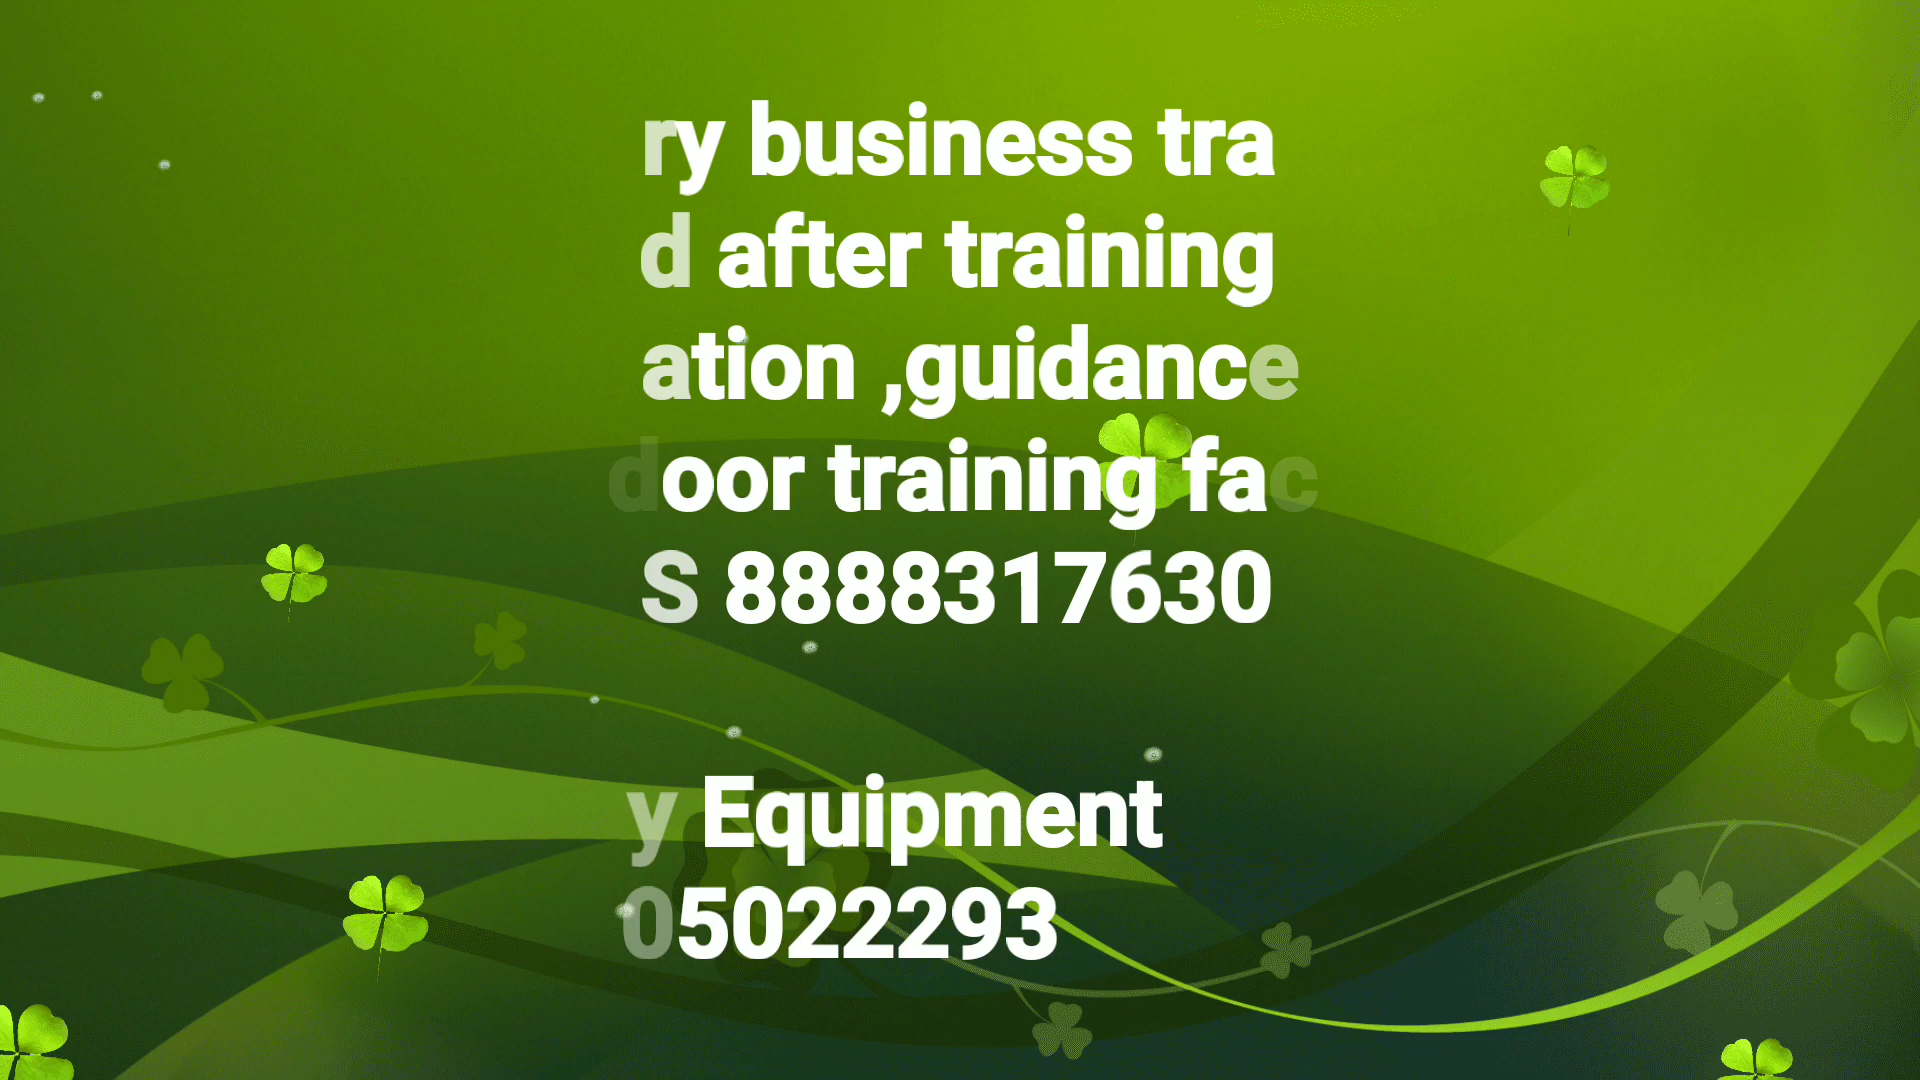 ry business tra
d after training
ation ,guidance
door training fac
S 8888317630
y Equipment
05022293